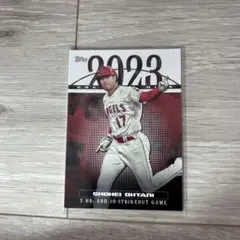 Topps
2023
ANGELS
17
SHOHEI OHTANI
2 HR- AND 10-STRIKEOUT GAME